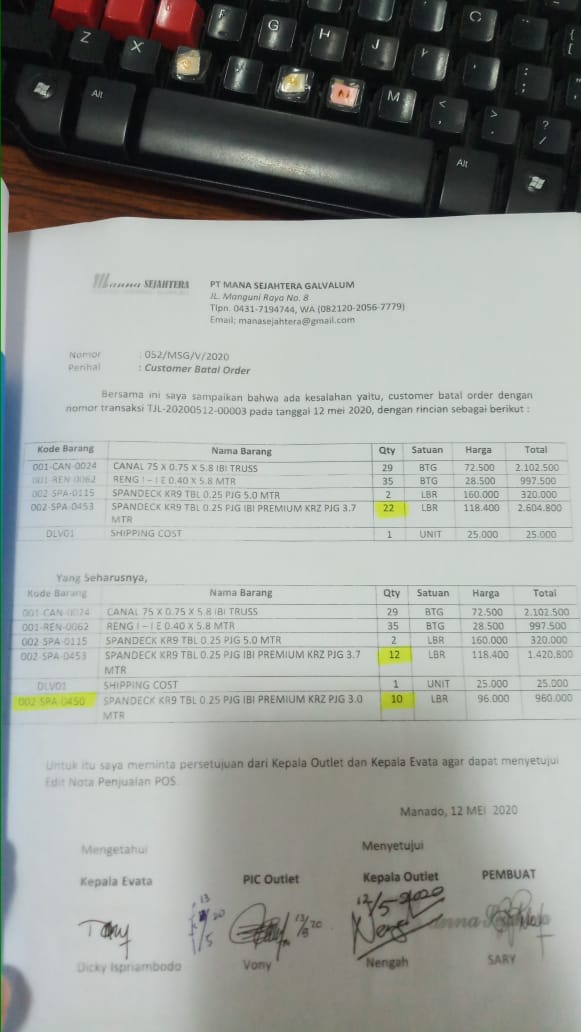 F
G
H
J
C
Z
X
M
Alt
Alt
< ,
> .
? /
: ;
{ [
Manna SEJAHTERA
PT MANA SEJAHTERA GALVALUM
JL. Manguni Raya No. 8
Tlpn. 0431-7194744, WA (082120-2056-7779)
Email; manasejahtera@gmail.com
Nomor : 052/MSG/V/2020
Perihal : Customer Batal Order
Bersama ini saya sampaikan bahwa ada kesalahan yaitu, customer batal order dengan
nomor transaksi TJL-20200512-00003 pada tanggal 12 mei 2020, dengan rincian sebagai berikut :
Kode Barang Nama Barang Qty Satuan Harga Total
001-CAN-0024 CANAL 75 X 0.75 X 5.8 IBI TRUSS 29 BTG 72.500 2.102.500
001-REN-0062 RENG I – I E 0.40 X 5.8 MTR 35 BTG 28.500 997.500
002-SPA-0115 SPANDECK KR9 TBL 0.25 PJG 5.0 MTR 2 LBR 160.000 320.000
002-SPA-0453 SPANDECK KR9 TBL 0.25 PJG IBI PREMIUM KRZ PJG 3.7 22 LBR 118.400 2.604.800
MTR
DLV01 SHIPPING COST 1 UNIT 25.000 25.000
Yang Seharusnya,
Kode Barang Nama Barang Qty Satuan Harga Total
001-CAN-0024 CANAL 75 X 0.75 X 5.8 IBI TRUSS 29 BTG 72.500 2.102.500
001-REN-0062 RENG I – I E 0.40 X 5.8 MTR 35 BTG 28.500 997.500
002-SPA-0115 SPANDECK KR9 TBL 0.25 PJG 5.0 MTR 2 LBR 160.000 320.000
002-SPA-0453 SPANDECK KR9 TBL 0.25 PJG IBI PREMIUM KRZ PJG 3.7 12 LBR 118.400 1.420.800
MTR
DLV01 SHIPPING COST 1 UNIT 25.000 25.000
002-SPA-0450 SPANDECK KR9 TBL 0.25 PJG IBI PREMIUM KRZ PJG 3.0 10 LBR 96.000 960.000
MTR
Untuk itu saya meminta persetujuan dari Kepala Outlet dan Kepala Evata agar dapat menyetujui
Edit Nota Penjualan POS.
Manado, 12 MEI 2020
Mengetahui Menyetujui
Kepala Evata PIC Outlet Kepala Outlet PEMBUAT
12/5-2020
13/5 20
Dicky Ispriambodo Vony Nengah SARY